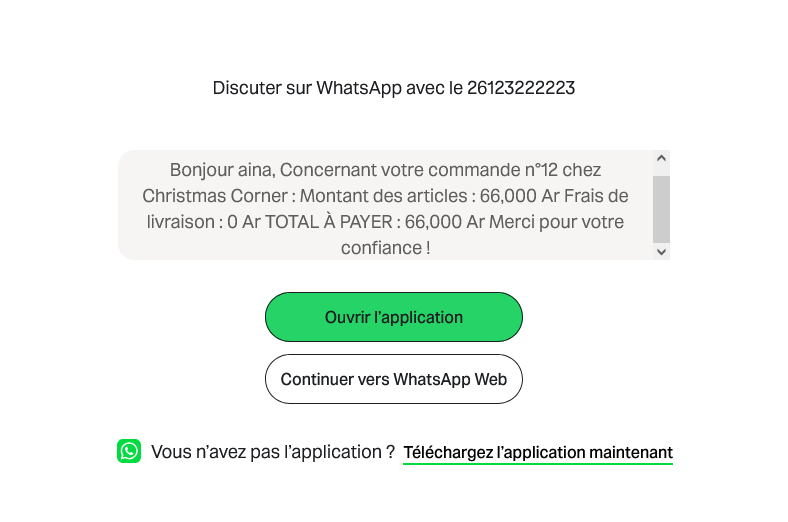 Discuter sur WhatsApp avec le 26123222223
Bonjour aina, Concernant votre commande n°12 chez
Christmas Corner : Montant des articles : 66,000 Ar Frais de
livraison : 0 Ar TOTAL À PAYER : 66,000 Ar Merci pour votre
confiance !
Ouvrir l'application
Continuer vers WhatsApp Web
Vous n'avez pas l'application ? Téléchargez l'application maintenant